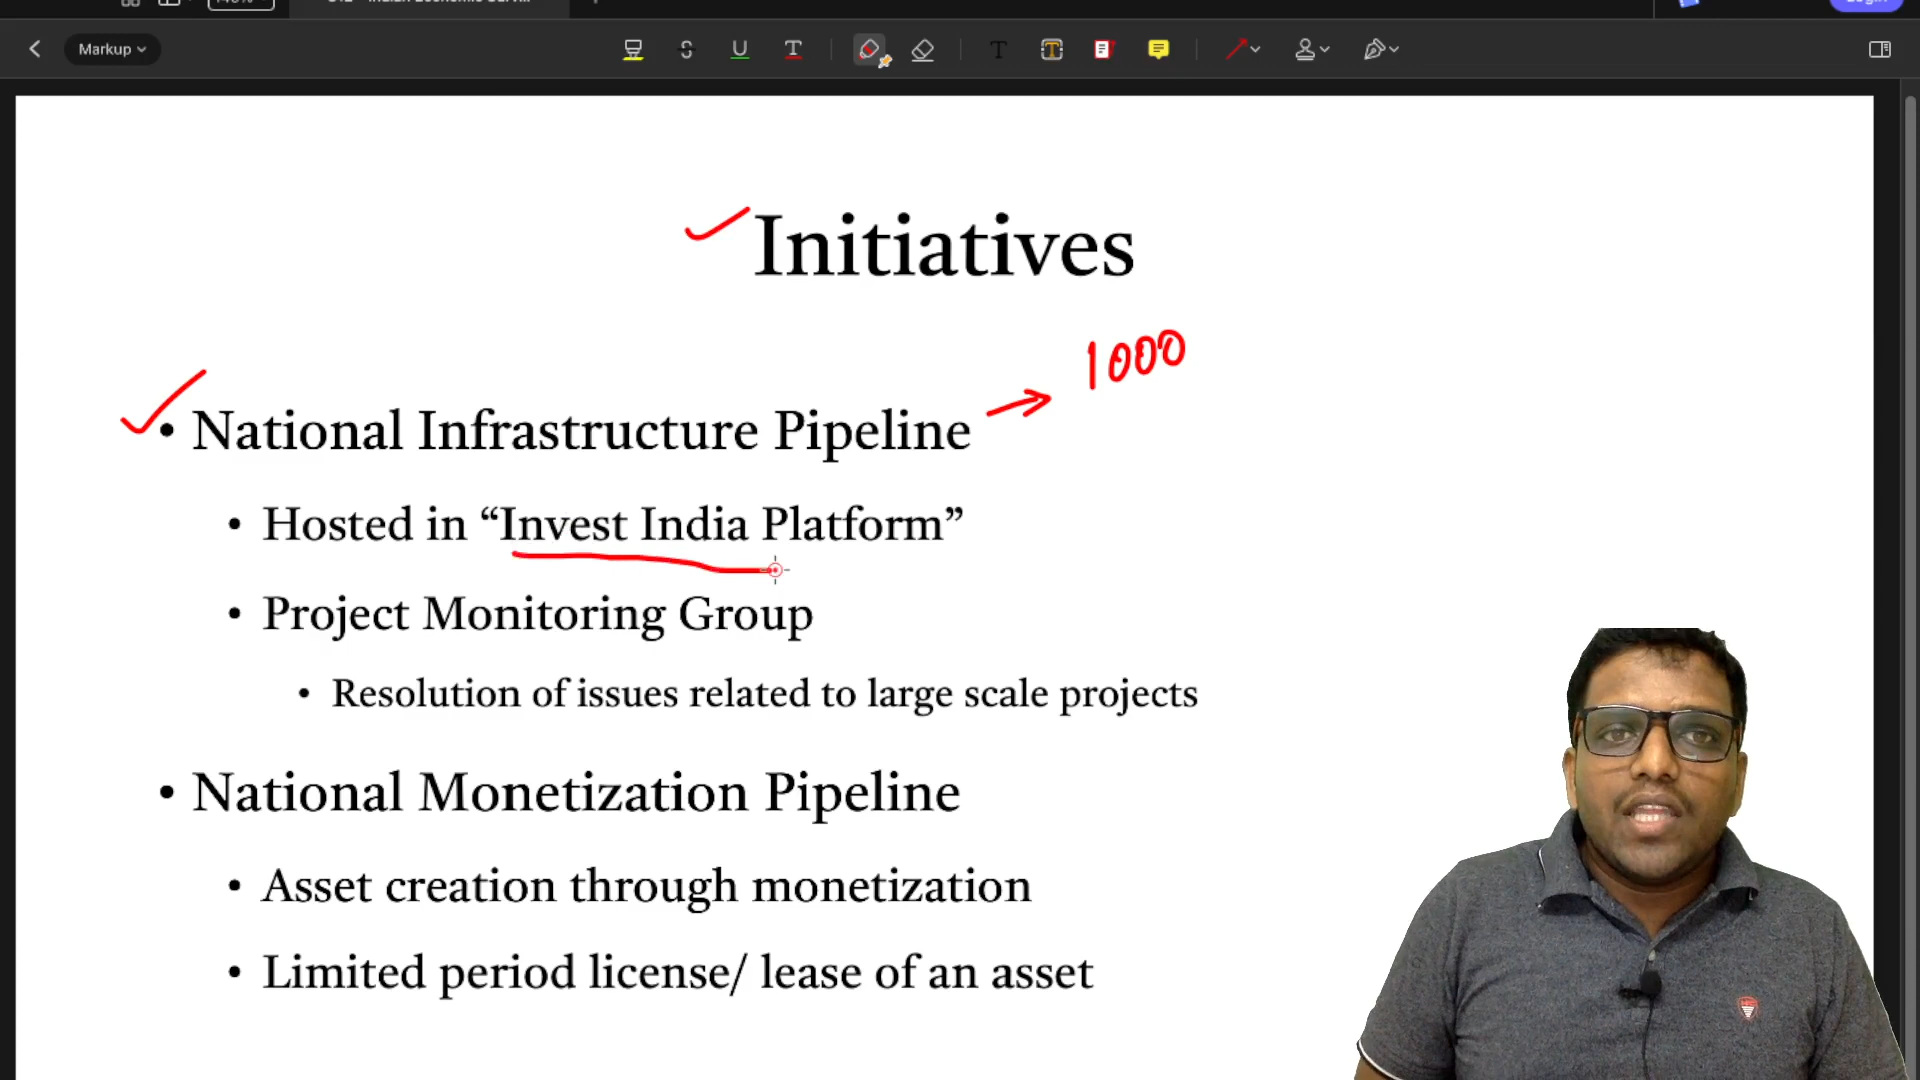 Markup
Initiatives
1000
• National Infrastructure Pipeline
• Hosted in “Invest India Platform”
• Project Monitoring Group
• Resolution of issues related to large scale projects
• National Monetization Pipeline
• Asset creation through monetization
• Limited period license/ lease of an asset